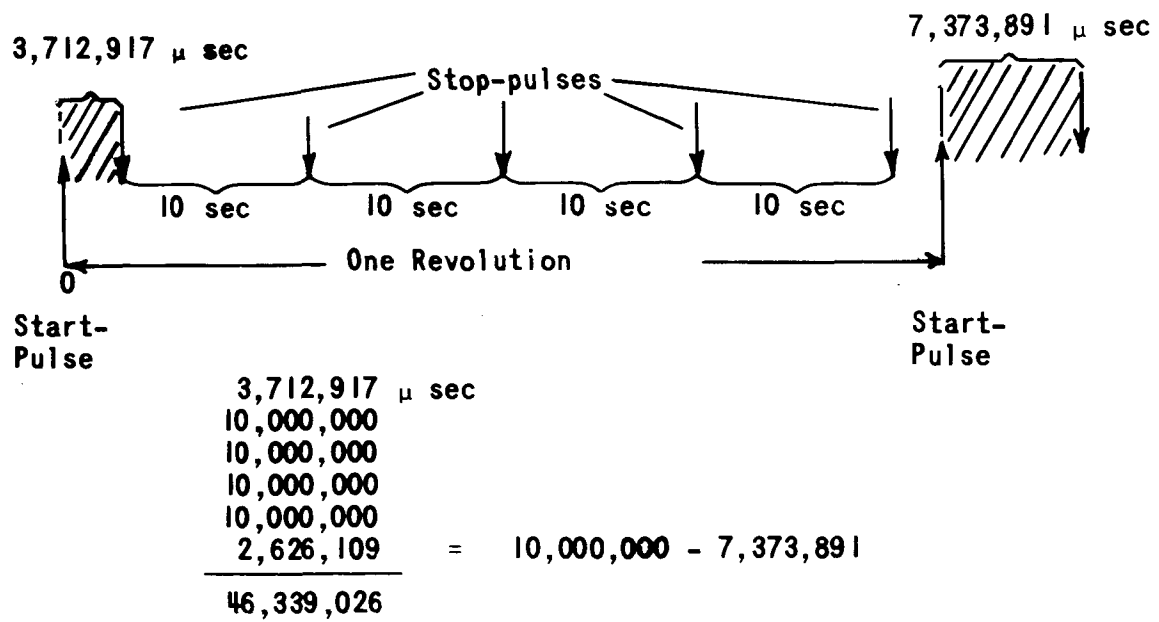 3,712,917 μ sec
7,373,891 μ sec
Stop-pulses
10 sec
10 sec
10 sec
10 sec
One Revolution
0
Start-
Pulse
Start-
Pulse
3,712,917 μ sec
10,000,000
10,000,000
10,000,000
10,000,000
2,626,109 = 10,000,000 - 7,373,891
46,339,026